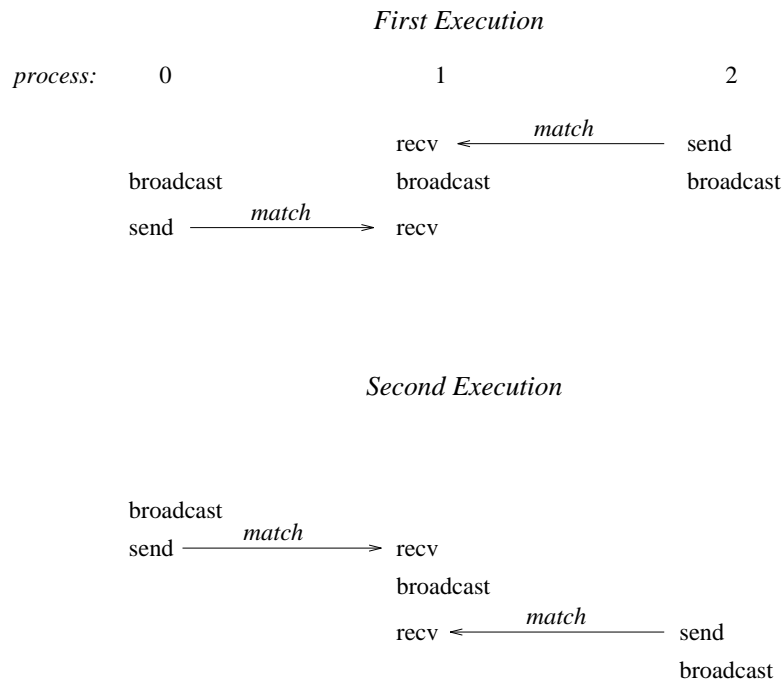 First Execution
process: 0 1 2
recv match send
broadcast broadcast broadcast
send match recv
Second Execution
broadcast
send match recv
broadcast
recv match send
broadcast